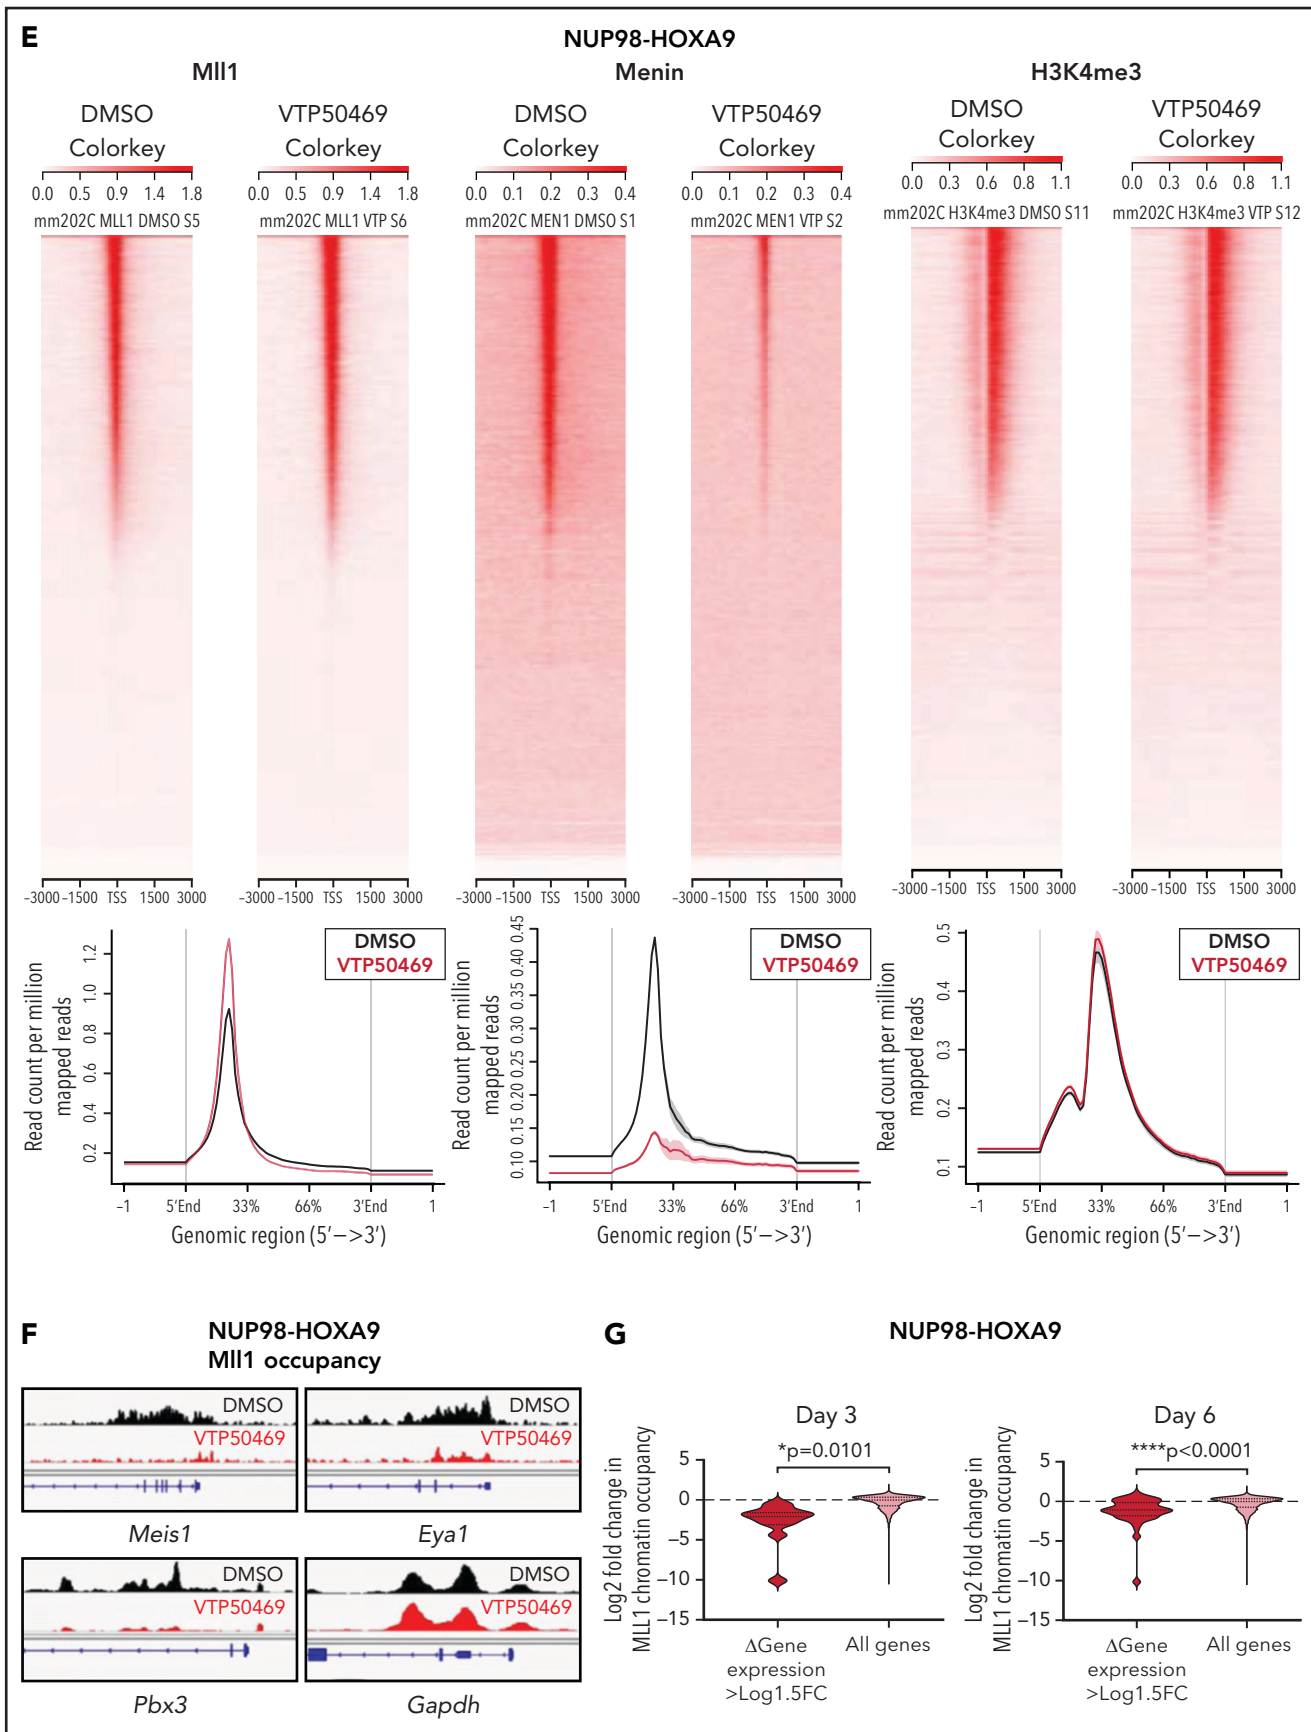 E
NUP98-HOXA9
Mll1 Menin H3K4me3
DMSO VTP50469 DMSO VTP50469 DMSO VTP50469
Colorkey Colorkey Colorkey Colorkey Colorkey Colorkey
0.0 0.5 0.9 1.4 1.8 0.0 0.5 0.9 1.4 1.8 0.0 0.1 0.2 0.3 0.4 0.0 0.1 0.2 0.3 0.4 0.0 0.3 0.6 0.8 1.1 0.0 0.3 0.6 0.8 1.1
mm202C MLL1 DMSO S5 mm202C MLL1 VTP S6 mm202C MEN1 DMSO S1 mm202C MEN1 VTP S2 mm202C H3K4me3 DMSO S11 mm202C H3K4me3 VTP S12
−3000 −1500 TSS 1500 3000 −3000 −1500 TSS 1500 3000 −3000 −1500 TSS 1500 3000 −3000 −1500 TSS 1500 3000 −3000 −1500 TSS 1500 3000 −3000 −1500 TSS 1500 3000
Read count per million
mapped reads
0.2 0.4 0.6 0.8 1.0 1.2
DMSO
VTP50469
−1 5′End 33% 66% 3′End 1
Genomic region (5′−>3′)
Read count per million
mapped reads
0.10 0.15 0.20 0.25 0.30 0.35 0.40 0.45
DMSO
VTP50469
−1 5′End 33% 66% 3′End 1
Genomic region (5′−>3′)
Read count per million
mapped reads
0.1 0.2 0.3 0.4 0.5
DMSO
VTP50469
−1 5′End 33% 66% 3′End 1
Genomic region (5′−>3′)
F
NUP98-HOXA9
Mll1 occupancy
DMSO
VTP50469
Meis1
DMSO
VTP50469
Eya1
DMSO
VTP50469
Pbx3
DMSO
VTP50469
Gapdh
G
NUP98-HOXA9
Day 3
*p=0.0101
Log2 fold change in
MLL1 chromatin occupancy
5
0
−5
−10
−15
ΔGene
expression
>Log1.5FC
All genes
Day 6
****p<0.0001
Log2 fold change in
MLL1 chromatin occupancy
5
0
−5
−10
−15
ΔGene
expression
>Log1.5FC
All genes